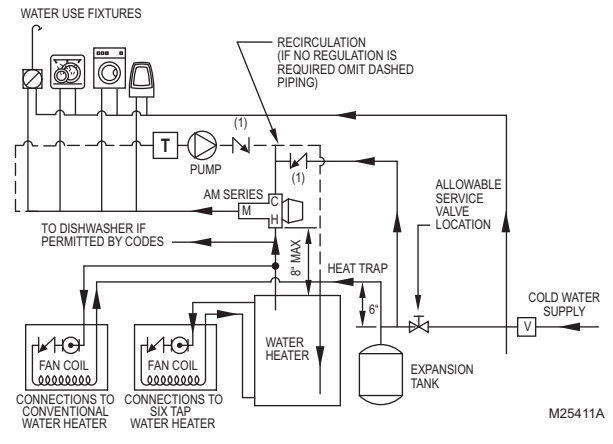 WATER USE FIXTURES
RECIRCULATION
(IF NO REGULATION IS
REQUIRED OMIT DASHED
PIPING)
(1)
T
PUMP
(1)
AM SERIES
C
M
H
ALLOWABLE
SERVICE
VALVE
LOCATION
TO DISHWASHER IF
PERMITTED BY CODES
8" MAX
HEAT TRAP
6"
COLD WATER
SUPPLY
V
WATER
HEATER
FAN COIL
FAN COIL
EXPANSION
TANK
CONNECTIONS TO
CONVENTIONAL
WATER HEATER
CONNECTIONS TO
SIX TAP
WATER HEATER
M25411A